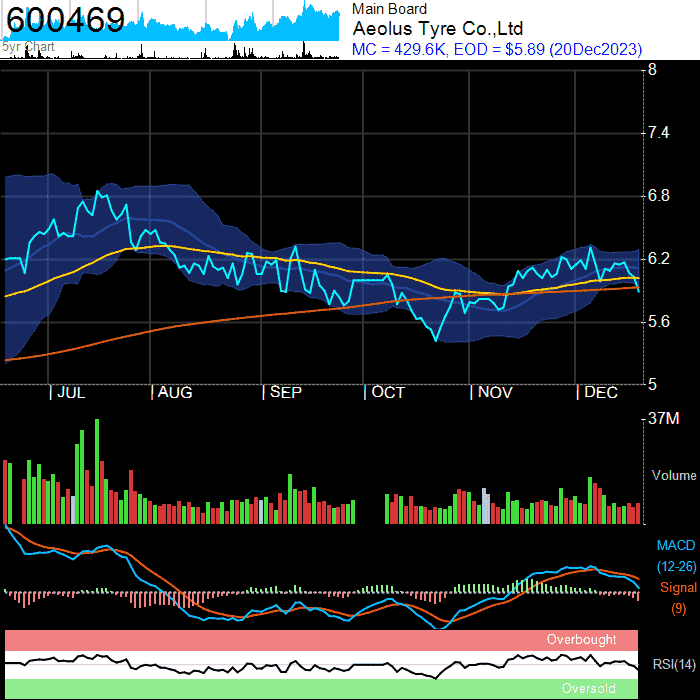 600469
5yr Chart
Main Board
Aeolus Tyre Co.,Ltd
MC = 429.6K, EOD = $5.89 (20Dec2023)
8
7.4
6.8
6.2
5.6
5
JUL AUG SEP OCT NOV DEC
37M
Volume
MACD
(12-26)
Signal
(9)
Overbought
RSI(14)
Oversold